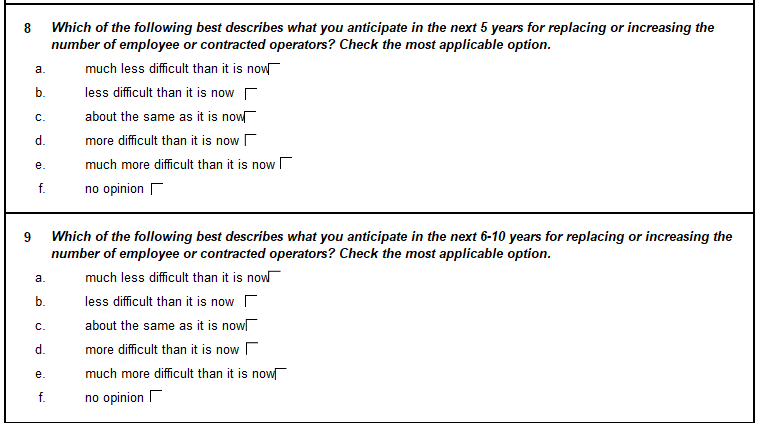 8 Which of the following best describes what you anticipate in the next 5 years for replacing or increasing the
number of employee or contracted operators? Check the most applicable option.
a. much less difficult than it is now
b. less difficult than it is now
c. about the same as it is now
d. more difficult than it is now
e. much more difficult than it is now
f. no opinion
9 Which of the following best describes what you anticipate in the next 6-10 years for replacing or increasing the
number of employee or contracted operators? Check the most applicable option.
a. much less difficult than it is now
b. less difficult than it is now
c. about the same as it is now
d. more difficult than it is now
e. much more difficult than it is now
f. no opinion